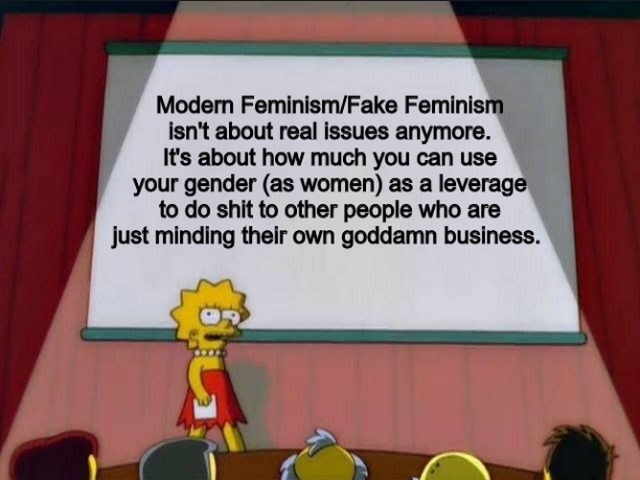 Modern Feminism/Fake Feminism
isn't about real issues anymore.
It's about how much you can use
your gender (as women) as a leverage
to do shit to other people who are
just minding their own goddamn business.